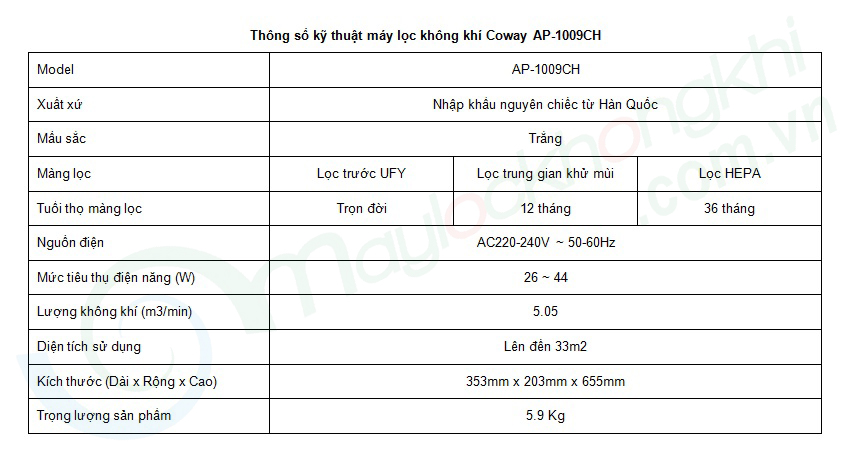 Thông số kỹ thuật máy lọc không khí Coway AP-1009CH
Model AP-1009CH
Xuất xứ Nhập khẩu nguyên chiếc từ Hàn Quốc
Mầu sắc Trắng
Màng lọc Lọc trước UFY Lọc trung gian khử mùi Lọc HEPA
Tuổi thọ màng lọc Trọn đời 12 tháng 36 tháng
Nguồn điện AC220-240V ~ 50-60Hz
Mức tiêu thụ điện năng (W) 26 ~ 44
Lượng không khí (m3/min) 5.05
Diện tích sử dụng Lên đến 33m2
Kích thước (Dài x Rộng x Cao) 353mm x 203mm x 655mm
Trọng lượng sản phẩm 5.9 Kg
maylockhongkhi
.com.vn